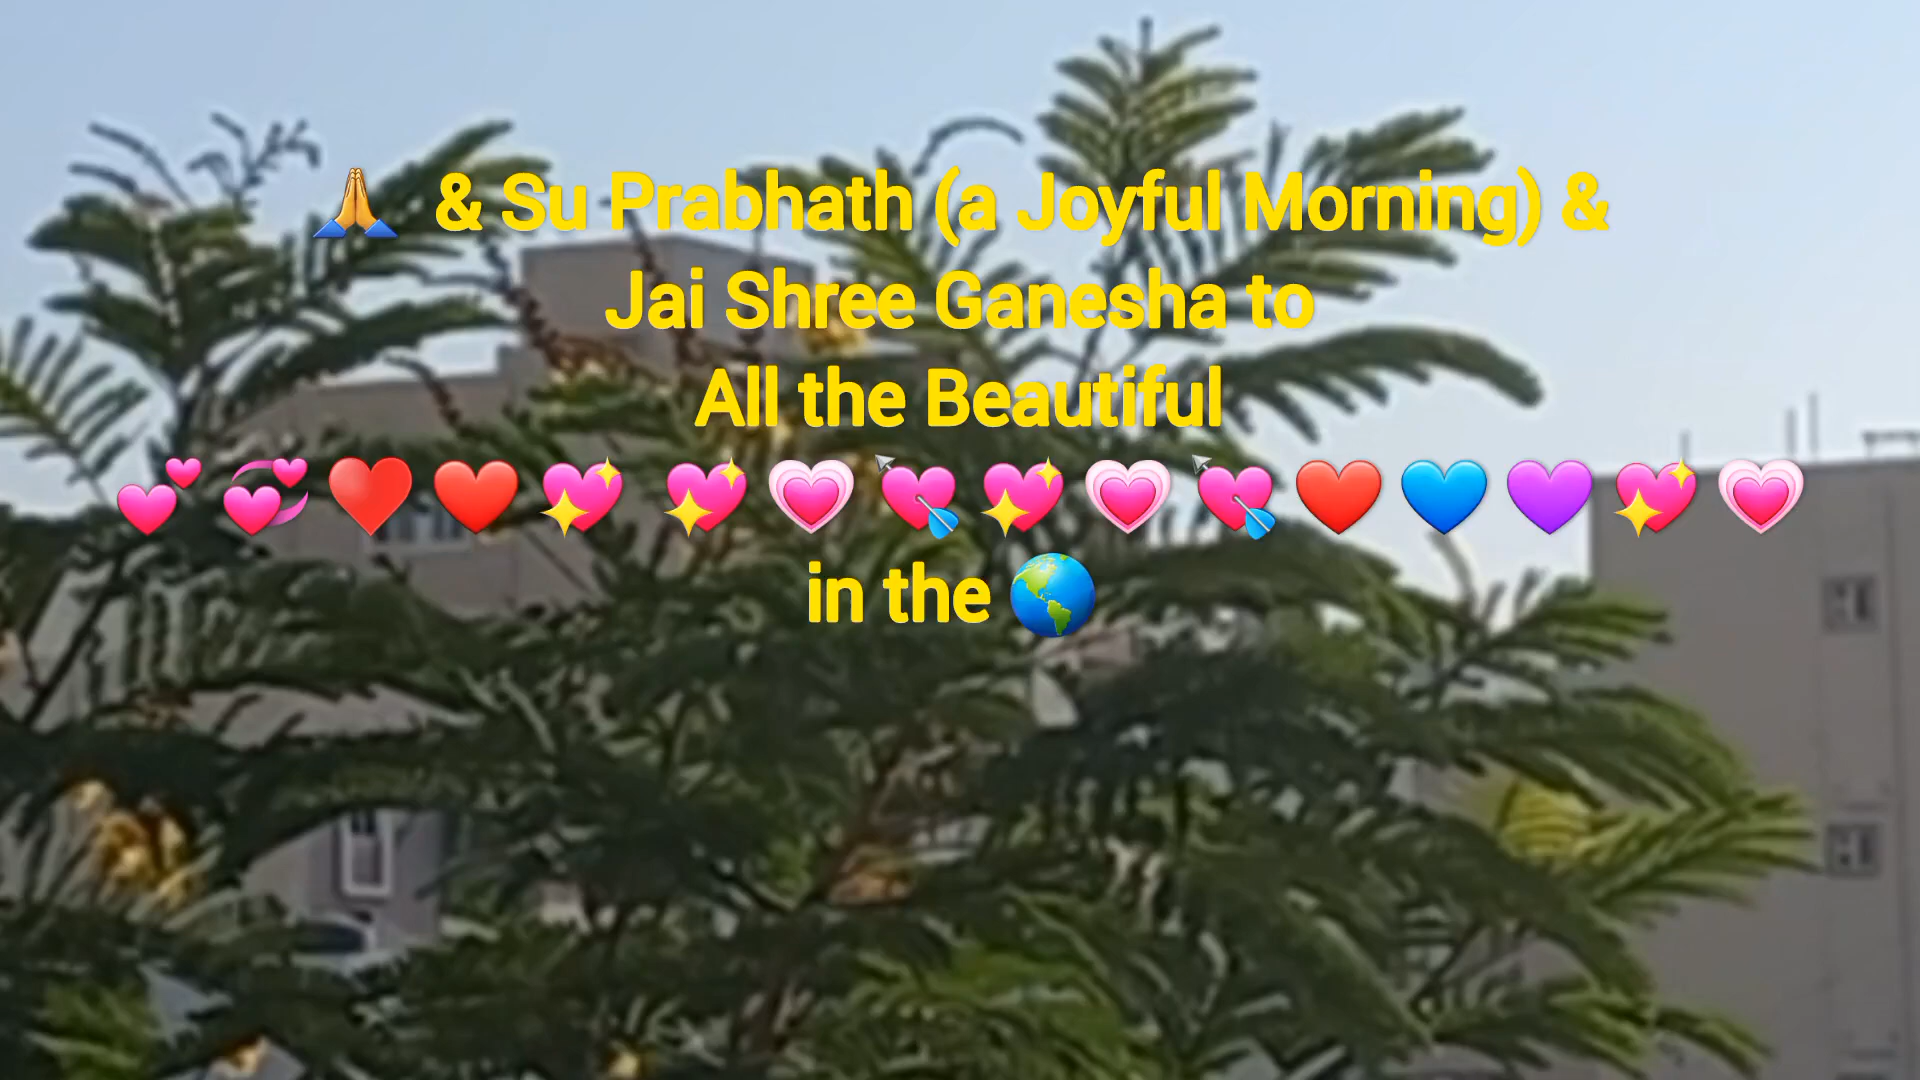 🙏 & Su Prabhath (a Joyful Morning) &
Jai Shree Ganesha to
All the Beautiful
💕💞♥️❤️💖💖💗💘💖💗💘❤️💙💜💖💗
in the 🌎